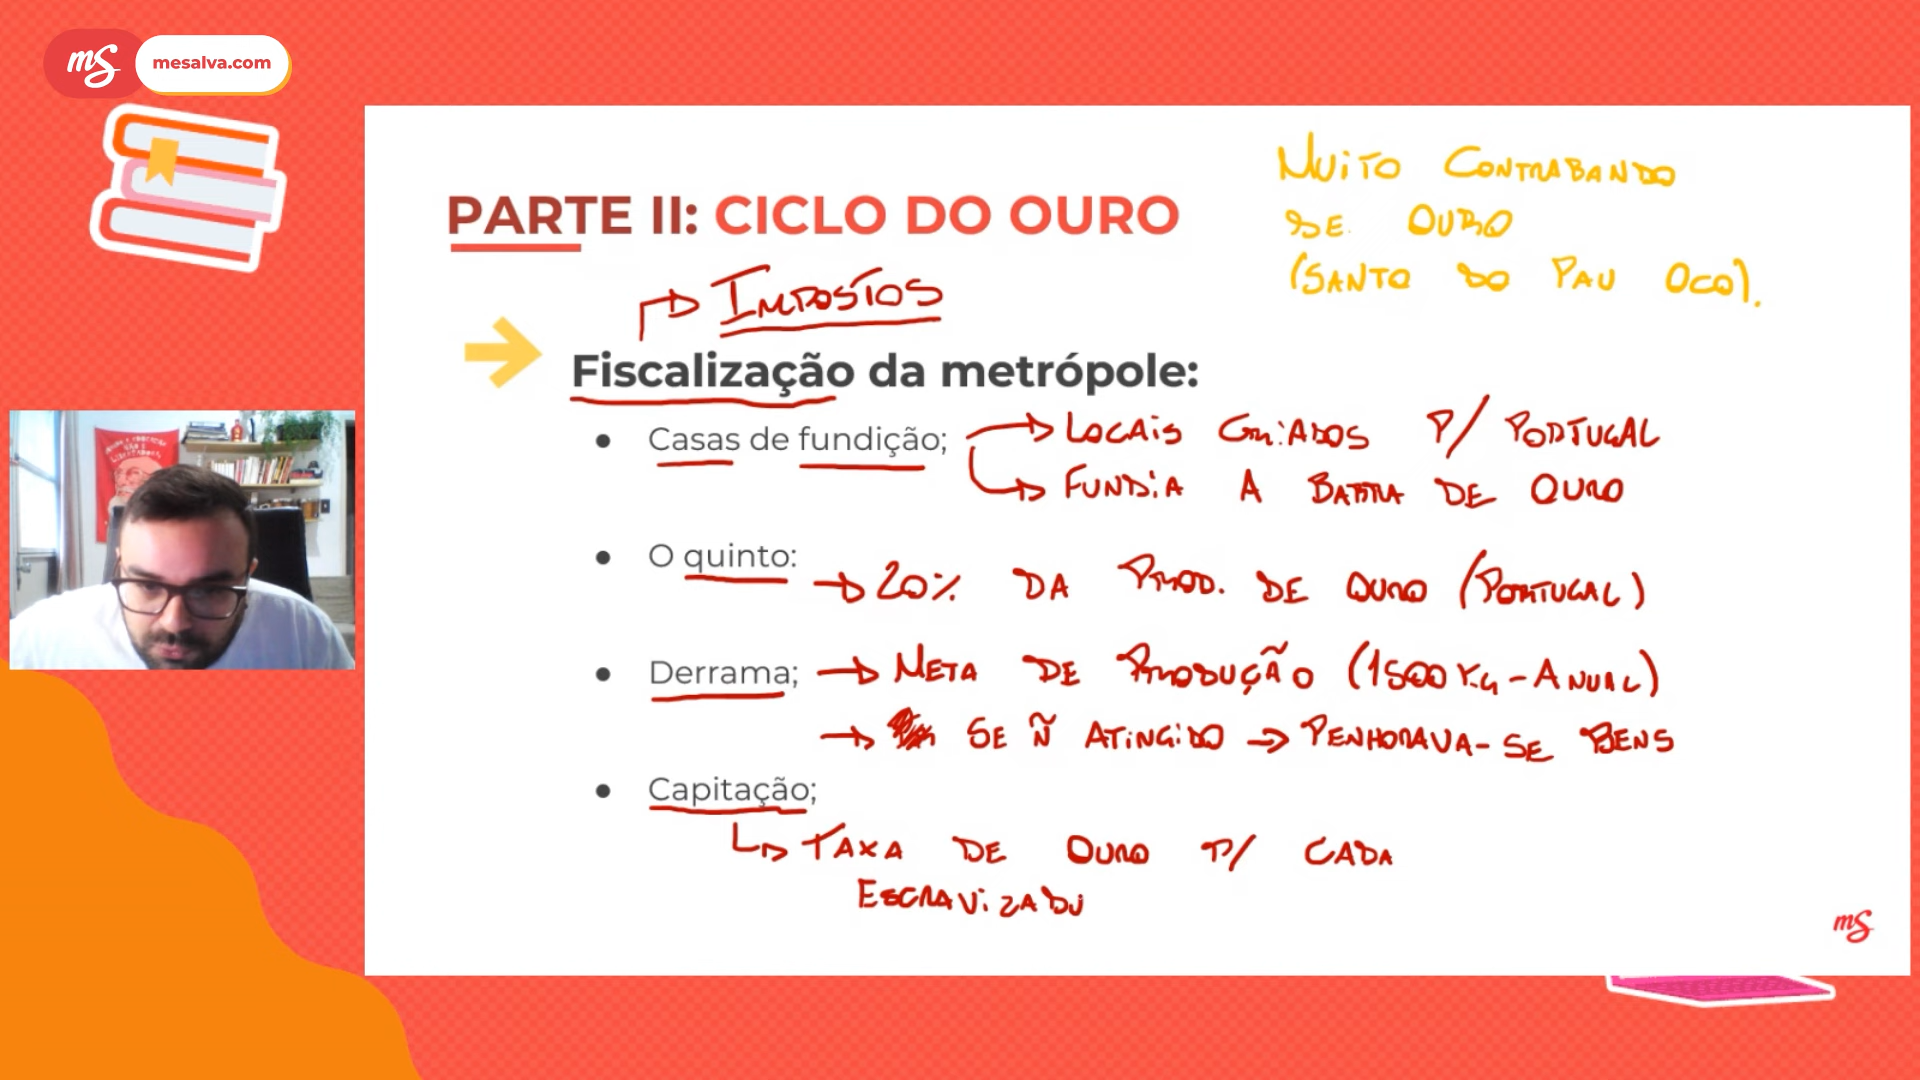 mS mesalva.com
MUITO CONTRABANDO
DE OURO
(SANTO DO PAU OCO).
PARTE II: CICLO DO OURO
IMPOSTOS
Fiscalização da metrópole:
• Casas de fundição; → LOCAIS CRIADOS P/ PORTUGAL
↳ FUNDIA A BARRA DE OURO
• O quinto: → 20% DA PROD. DE OURO (PORTUGAL)
• Derrama; → META DE PRODUÇÃO (1500 KG - ANUAL)
→ SE Ñ ATINGIDO → PENHORAVA-SE BENS
• Capitação;
↳ TAXA DE OURO P/ CADA
ESCRAVIZADO
mS